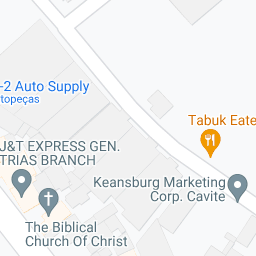 -2 Auto Supply
topeças
Tabuk Eate
J&T EXPRESS GEN.
TRIAS BRANCH
Keansburg Marketing
Corp. Cavite
The Biblical
Church Of Christ